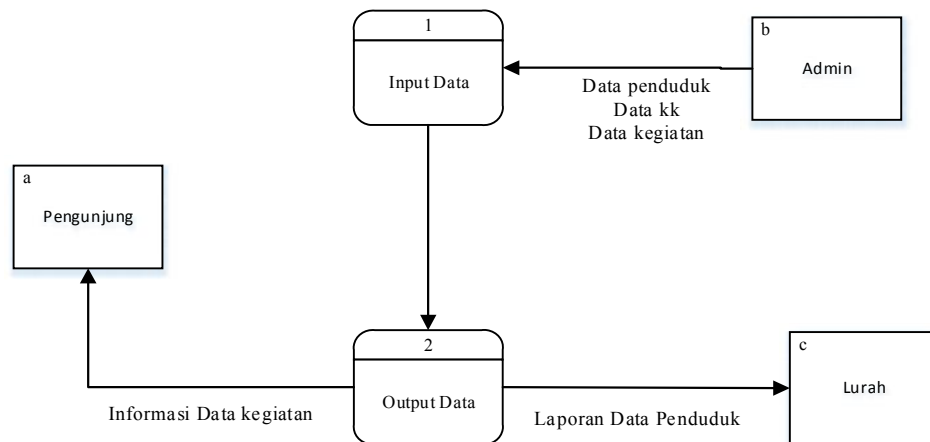 1
Input Data
b
Admin
Data penduduk
Data kk
Data kegiatan
a
Pengunjung
2
Output Data
c
Lurah
Informasi Data kegiatan
Laporan Data Penduduk